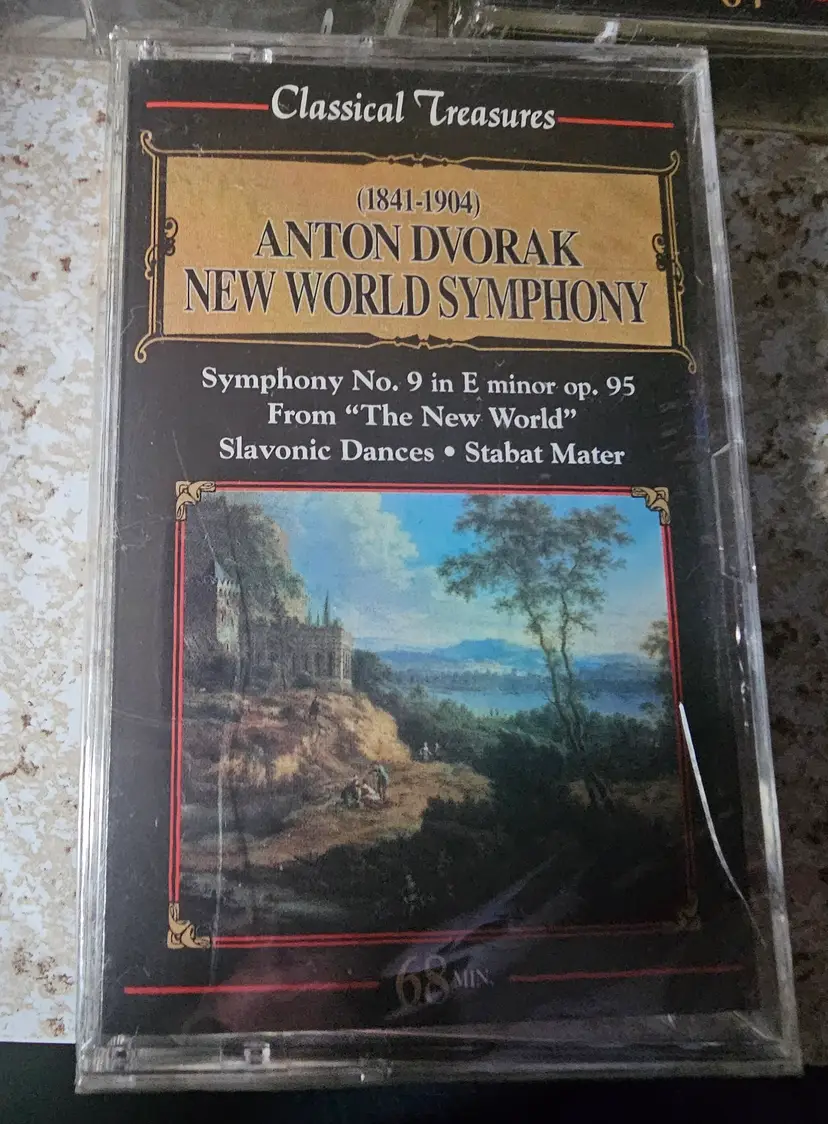 Classical Treasures
(1841-1904)
ANTON DVORAK
NEW WORLD SYMPHONY
Symphony No. 9 in E minor op. 95
From “The New World”
Slavonic Dances • Stabat Mater
68 MIN.